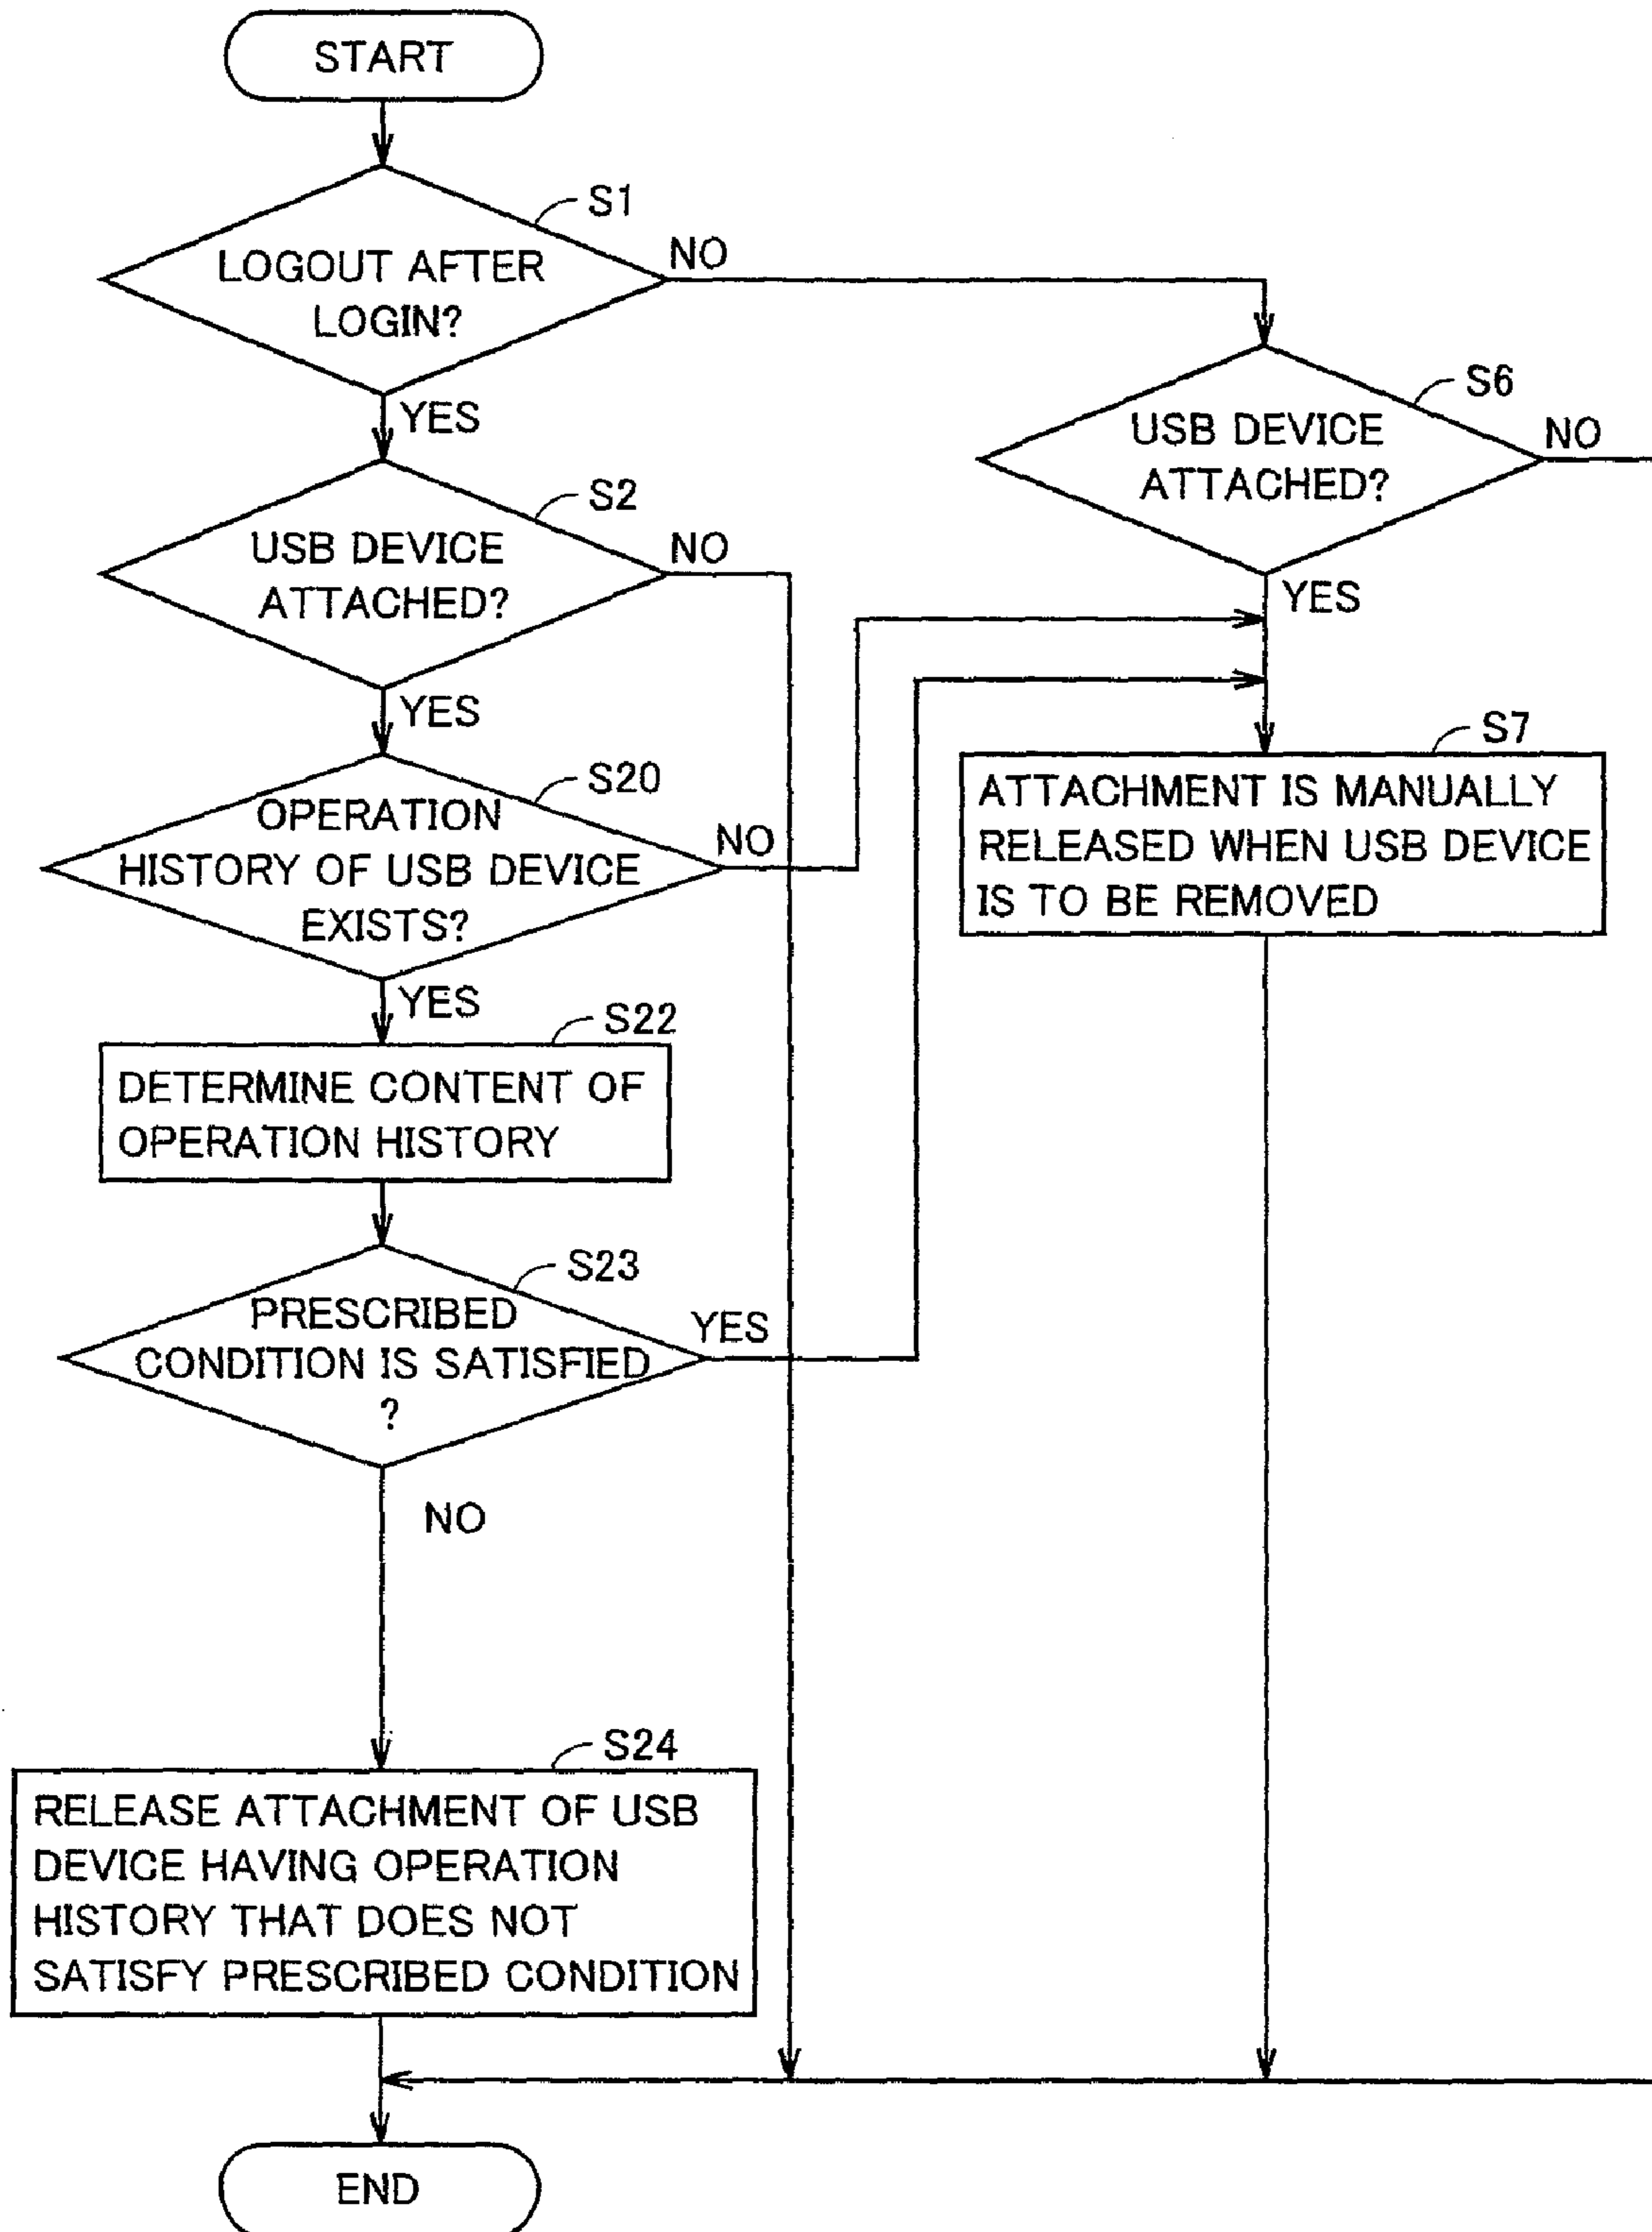 START
S1
LOGOUT AFTER
LOGIN?
NO
YES
S6
USB DEVICE
ATTACHED?
NO
YES
S2
USB DEVICE
ATTACHED?
NO
YES
S20
OPERATION
HISTORY OF USB DEVICE
EXISTS?
NO
YES
S7
ATTACHMENT IS MANUALLY
RELEASED WHEN USB DEVICE
IS TO BE REMOVED
S22
DETERMINE CONTENT OF
OPERATION HISTORY
S23
PRESCRIBED
CONDITION IS SATISFIED
?
YES
NO
S24
RELEASE ATTACHMENT OF USB
DEVICE HAVING OPERATION
HISTORY THAT DOES NOT
SATISFY PRESCRIBED CONDITION
END